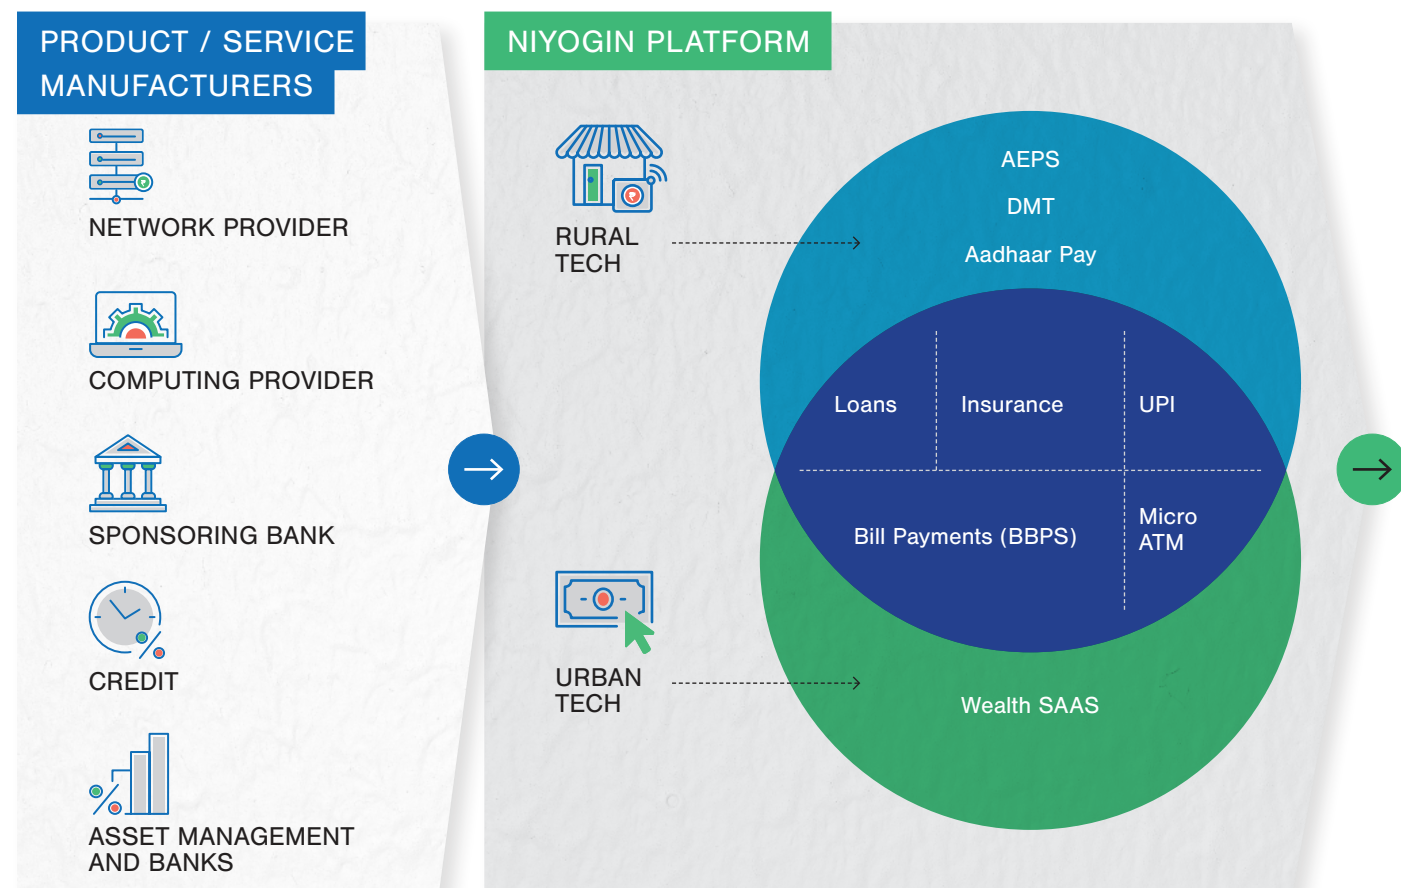 PRODUCT / SERVICE
MANUFACTURERS
NETWORK PROVIDER
COMPUTING PROVIDER
SPONSORING BANK
CREDIT
ASSET MANAGEMENT
AND BANKS
NIYOGIN PLATFORM
RURAL
TECH
URBAN
TECH
AEPS
DMT
Aadhaar Pay
Loans
Insurance
UPI
Bill Payments (BBPS)
Micro
ATM
Wealth SAAS